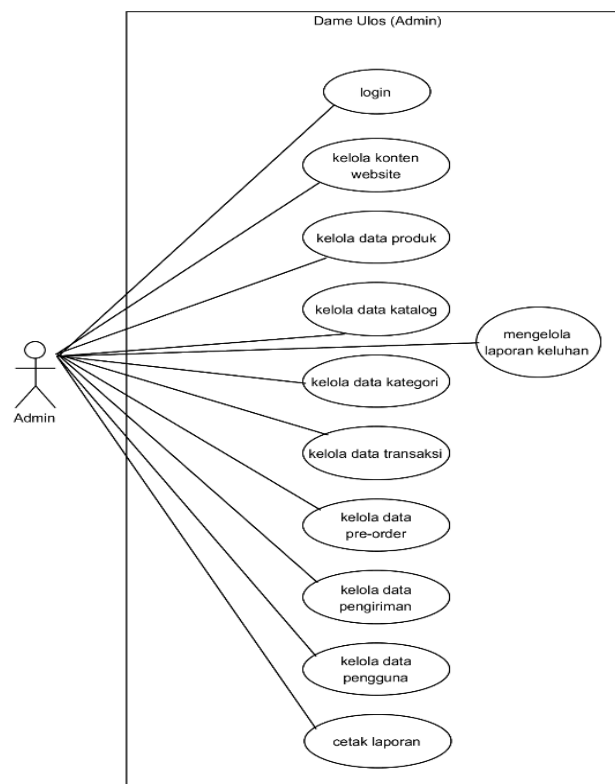 Dame Ulos (Admin)
login
kelola konten
website
kelola data produk
kelola data katalog
mengelola
laporan keluhan
kelola data kategori
Admin
kelola data transaksi
kelola data
pre-order
kelola data
pengiriman
kelola data
pengguna
cetak laporan